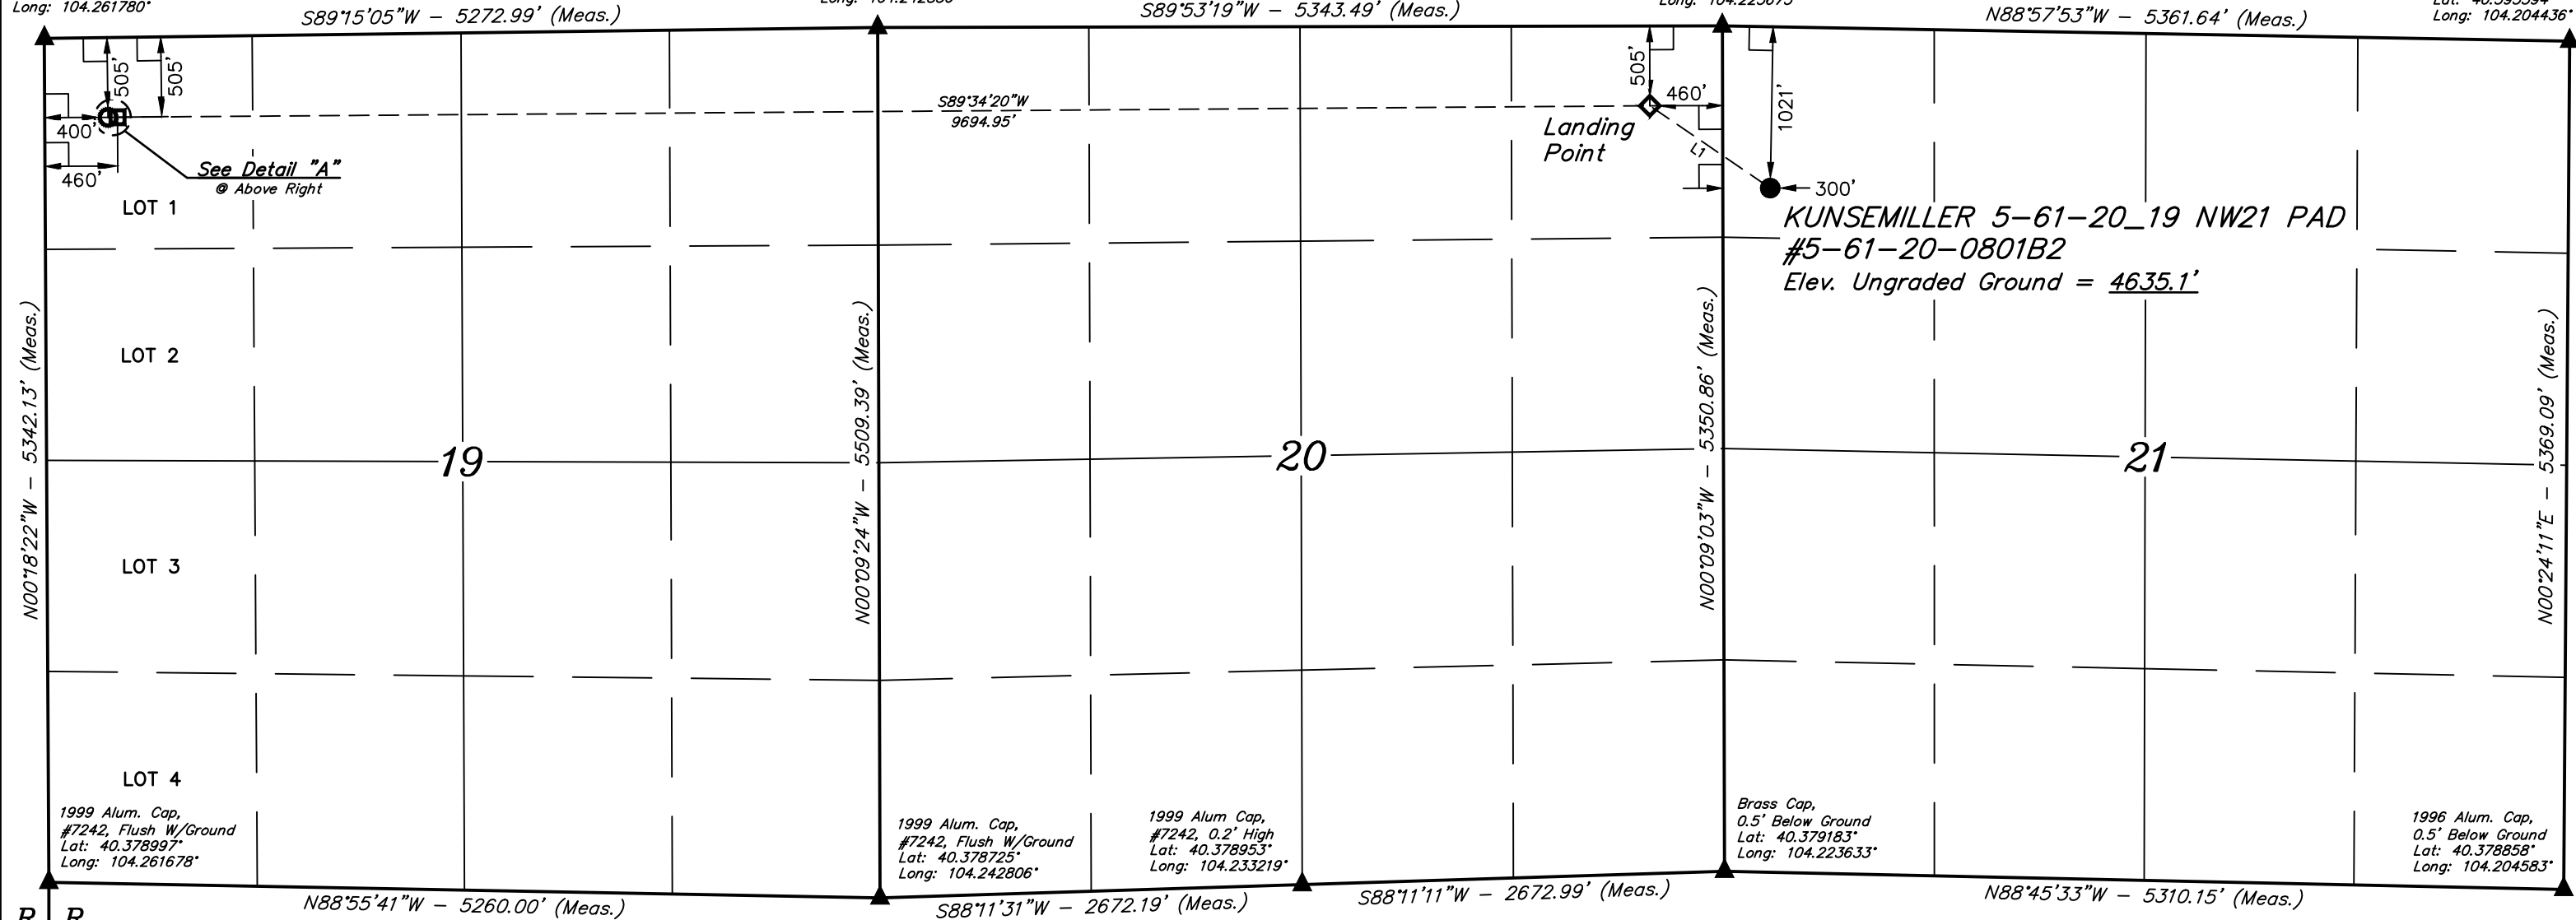 Long: 104.261780°
S89°15'05"W - 5272.99' (Meas.)
S89°53'19"W - 5343.49' (Meas.)
N88°57'53"W - 5361.64' (Meas.)
Long: 104.204436°
505'
505'
400'
460'
See Detail "A"
@ Above Right
S89°34'20"W
9694.95'
505'
460'
Landing
Point
L1
1021'
300'
KUNSEMILLER 5-61-20_19 NW21 PAD
#5-61-20-0801B2
Elev. Ungraded Ground = 4635.1'
LOT 1
LOT 2
LOT 3
LOT 4
N00°18'22"W - 5342.13' (Meas.)
19
N00°09'24"W - 5509.39' (Meas.)
20
N00°09'03"W - 5350.86' (Meas.)
21
N00°24'11"E - 5369.09' (Meas.)
1999 Alum. Cap,
#7242, Flush W/Ground
Lat: 40.378997°
Long: 104.261678°
1999 Alum. Cap,
#7242, Flush W/Ground
Lat: 40.378725°
Long: 104.242806°
1999 Alum Cap,
#7242, 0.2' High
Lat: 40.378953°
Long: 104.233219°
Brass Cap,
0.5' Below Ground
Lat: 40.379183°
Long: 104.223633°
1996 Alum. Cap,
0.5' Below Ground
Lat: 40.378858°
Long: 104.204583°
N88°55'41"W - 5260.00' (Meas.)
S88°11'31"W - 2672.19' (Meas.)
S88°11'11"W - 2672.99' (Meas.)
N88°45'33"W - 5310.15' (Meas.)
R R